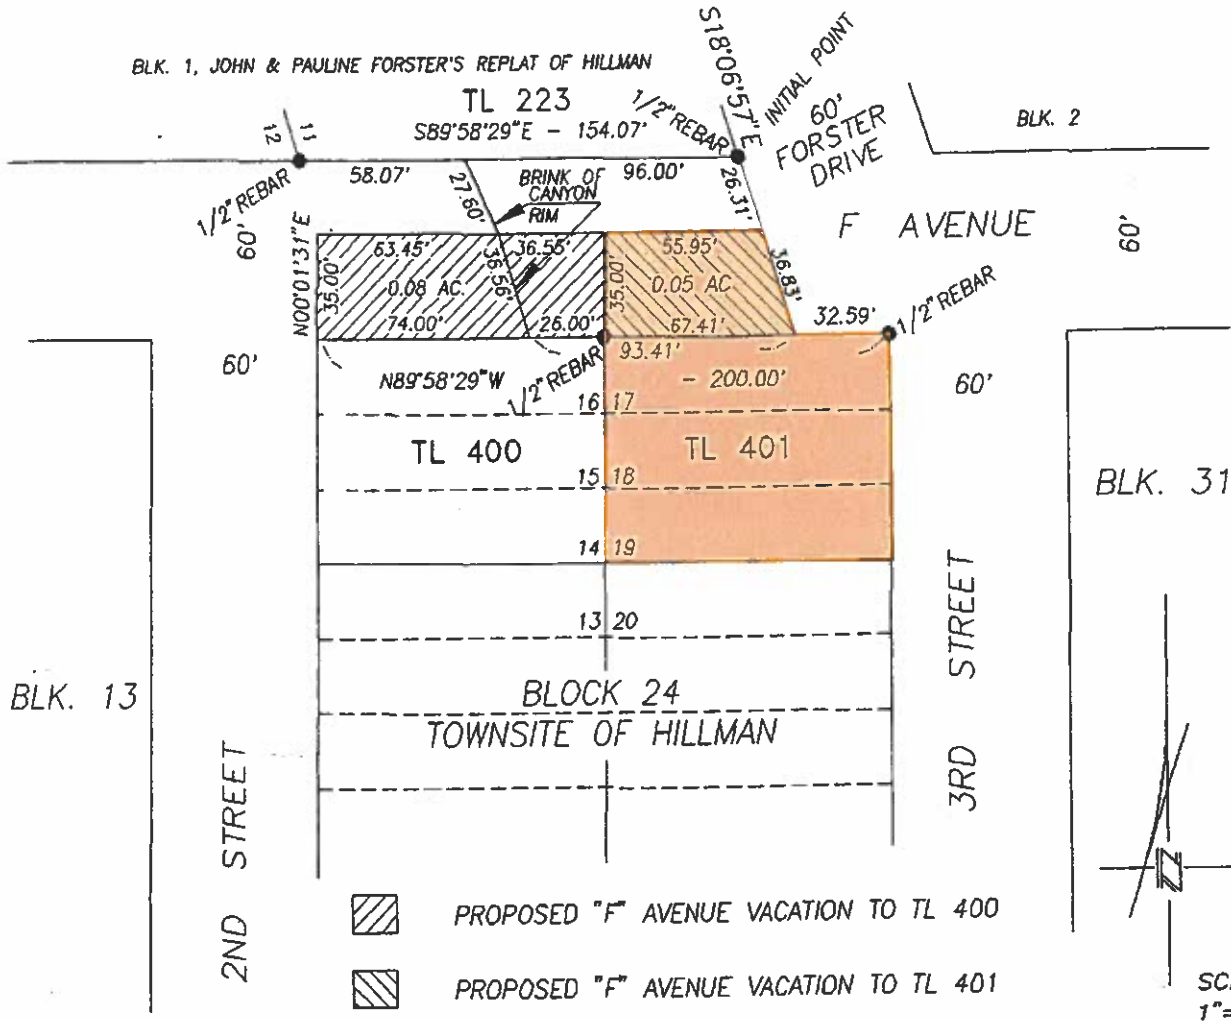 BLK. 1, JOHN & PAULINE FORSTER'S REPLAT OF HILLMAN
TL 223
S89°58'29"E - 154.07'
1/2" REBAR
S18°06'57"E
INITIAL POINT
60'
FORSTER
DRIVE
BLK. 2
12
11
1/2" REBAR
58.07'
27.60'
BRINK OF
CANYON
RIM
96.00'
26.31'
60'
F AVENUE
60'
N00°01'31"E
35.00'
63.45'
0.08 AC.
74.00'
36.56'
36.55'
26.00'
35.00'
55.95'
0.05 AC
67.41'
36.83'
32.59'
1/2" REBAR
60'
N89°58'29"W
1/2" REBAR
93.41'
- 200.00'
60'
16 17
TL 400
TL 401
15 18
14 19
13 20
BLK. 31
BLK. 13
BLOCK 24
TOWNSITE OF HILLMAN
2ND STREET
3RD STREET
PROPOSED "F" AVENUE VACATION TO TL 400
PROPOSED "F" AVENUE VACATION TO TL 401
SC
1"=